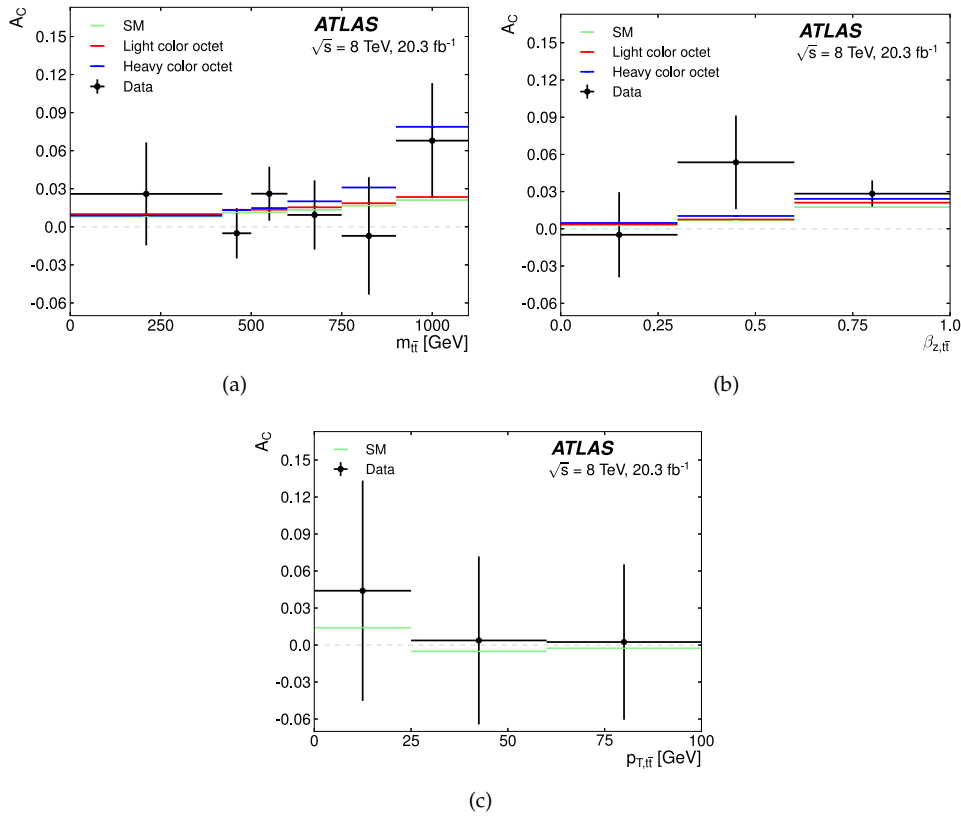 A_C
ATLAS
√s = 8 TeV, 20.3 fb⁻¹
SM
Light color octet
Heavy color octet
Data
0.15
0.12
0.09
0.06
0.03
0.00
-0.03
-0.06
0 250 500 750 1000
m_tt̄ [GeV]
(a)
A_C
ATLAS
√s = 8 TeV, 20.3 fb⁻¹
SM
Light color octet
Heavy color octet
Data
0.15
0.12
0.09
0.06
0.03
0.0
-0.03
-0.06
0.0 0.25 0.5 0.75 1.0
β_z,tt̄
(b)
A_C
ATLAS
√s = 8 TeV, 20.3 fb⁻¹
SM
Data
0.15
0.12
0.09
0.06
0.03
0.0
-0.03
-0.06
0 25 50 75 100
p_T,tt̄ [GeV]
(c)